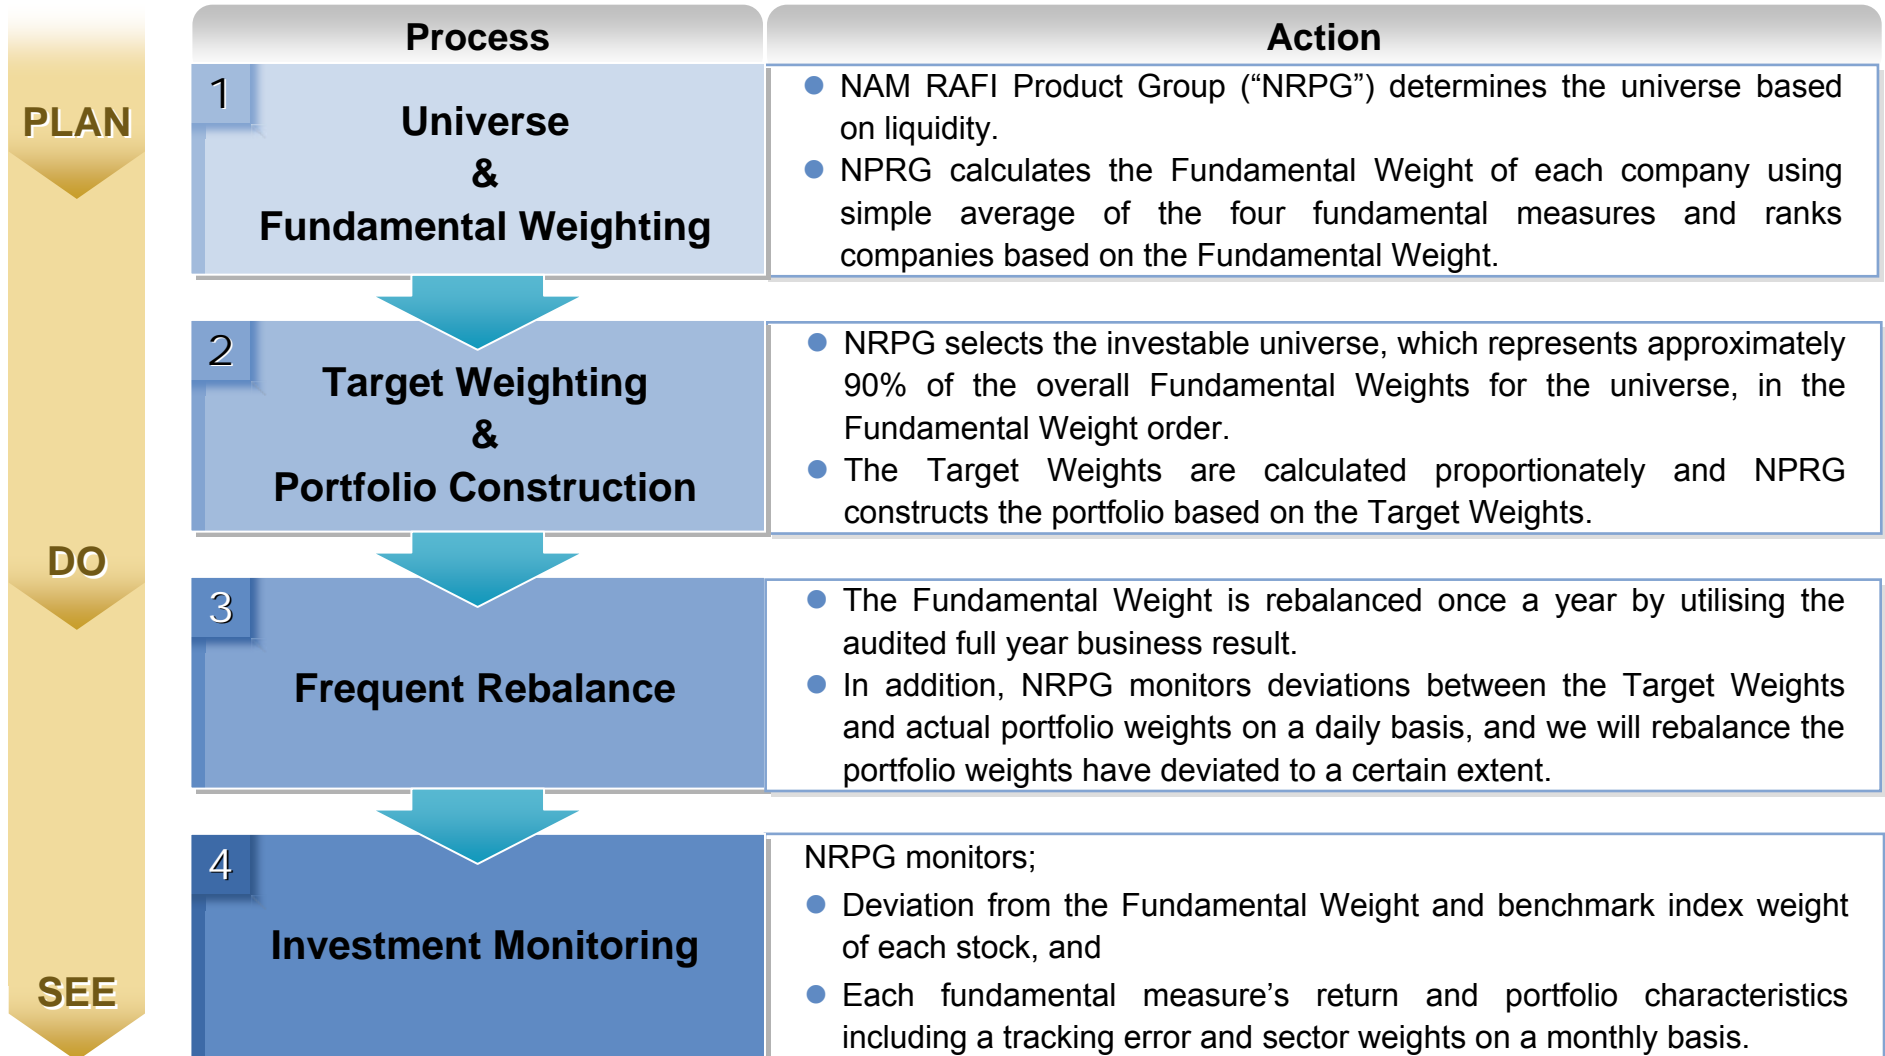 Process
Action
PLAN
1
Universe
&
Fundamental Weighting
● NAM RAFI Product Group (“NRPG”) determines the universe based
on liquidity.
● NPRG calculates the Fundamental Weight of each company using
simple average of the four fundamental measures and ranks
companies based on the Fundamental Weight.
2
Target Weighting
&
Portfolio Construction
● NRPG selects the investable universe, which represents approximately
90% of the overall Fundamental Weights for the universe, in the
Fundamental Weight order.
● The Target Weights are calculated proportionately and NPRG
constructs the portfolio based on the Target Weights.
DO
3
Frequent Rebalance
● The Fundamental Weight is rebalanced once a year by utilising the
audited full year business result.
● In addition, NRPG monitors deviations between the Target Weights
and actual portfolio weights on a daily basis, and we will rebalance the
portfolio weights have deviated to a certain extent.
4
Investment Monitoring
NRPG monitors;
● Deviation from the Fundamental Weight and benchmark index weight
of each stock, and
● Each fundamental measure’s return and portfolio characteristics
including a tracking error and sector weights on a monthly basis.
SEE